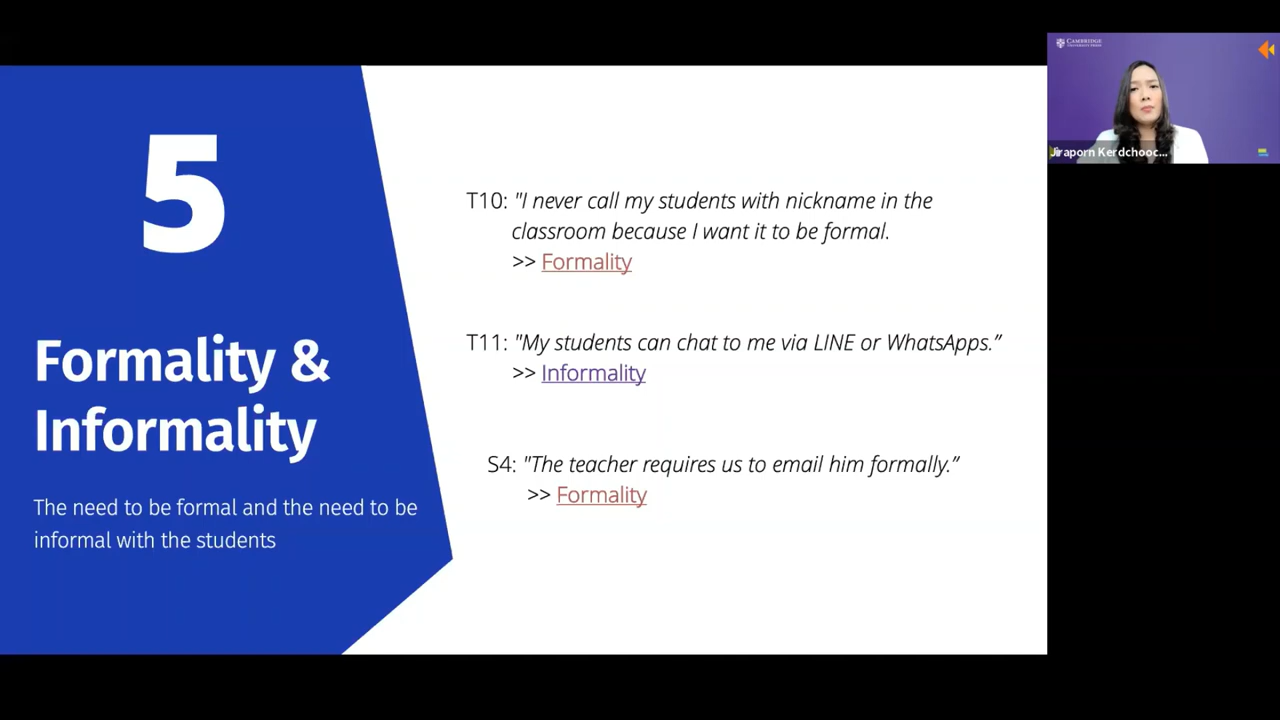 5
Formality &
Informality
The need to be formal and the need to be
informal with the students
T10: "I never call my students with nickname in the
classroom because I want it to be formal.
>> Formality
T11: "My students can chat to me via LINE or WhatsApps.”
>> Informality
S4: "The teacher requires us to email him formally.”
>> Formality
CAMBRIDGE
UNIVERSITY PRESS
Jiraporn Kerdchooc...